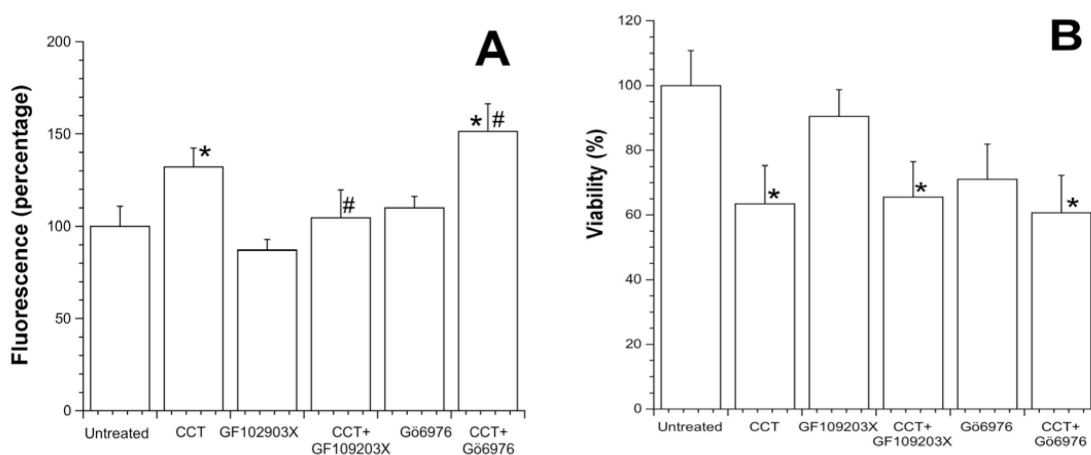 A
Fluorescence (percentage)
200
150
100
50
0
*
#
* #
Untreated
CCT
GF102903X
CCT+
GF109203X
Gö6976
CCT+
Gö6976
B
Viability (%)
120
100
80
60
40
20
0
*
*
*
Untreated
CCT
GF109203X
CCT+
GF109203X
Gö6976
CCT+
Gö6976